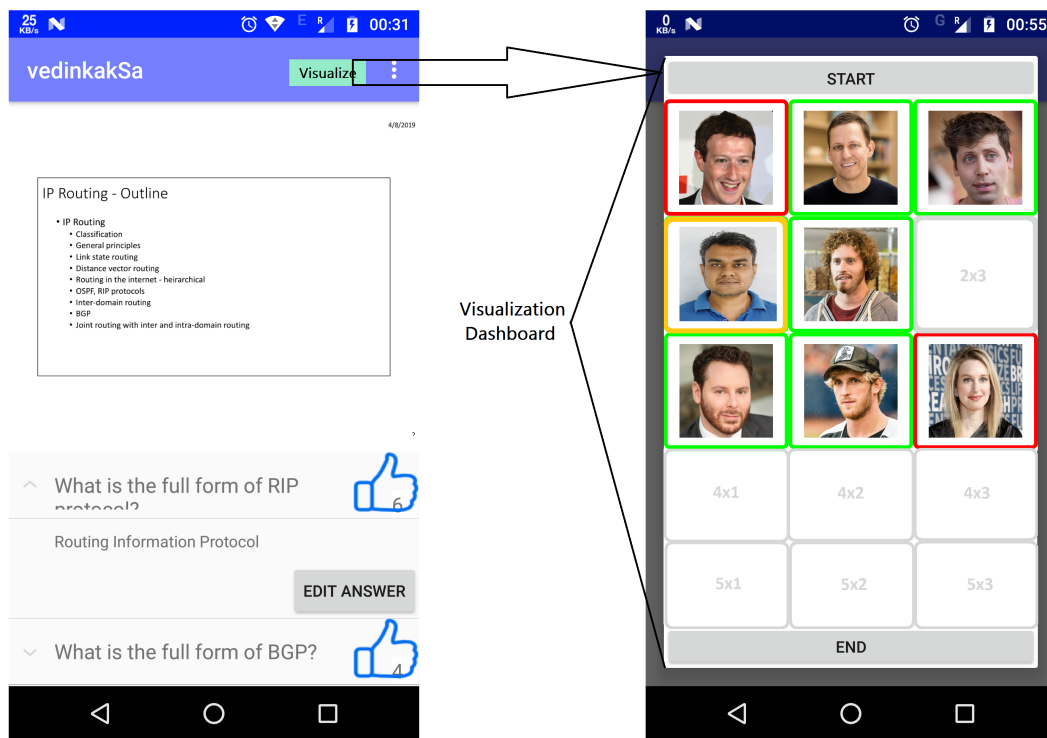 25
KB/s
E
R
00:31
vedinkakSa
Visualize
4/8/2019
IP Routing - Outline
• IP Routing
• Classification
• General principles
• Link state routing
• Distance vector routing
• Routing in the internet - heirarchical
• OSPF, RIP protocols
• Inter-domain routing
• BGP
• Joint routing with inter and intra-domain routing
?
What is the full form of RIP
protocol?
6
Routing Information Protocol
EDIT ANSWER
What is the full form of BGP?
4
Visualization
Dashboard
0
KB/s
G
R
00:55
START
2x3
4x1
4x2
4x3
5x1
5x2
5x3
END